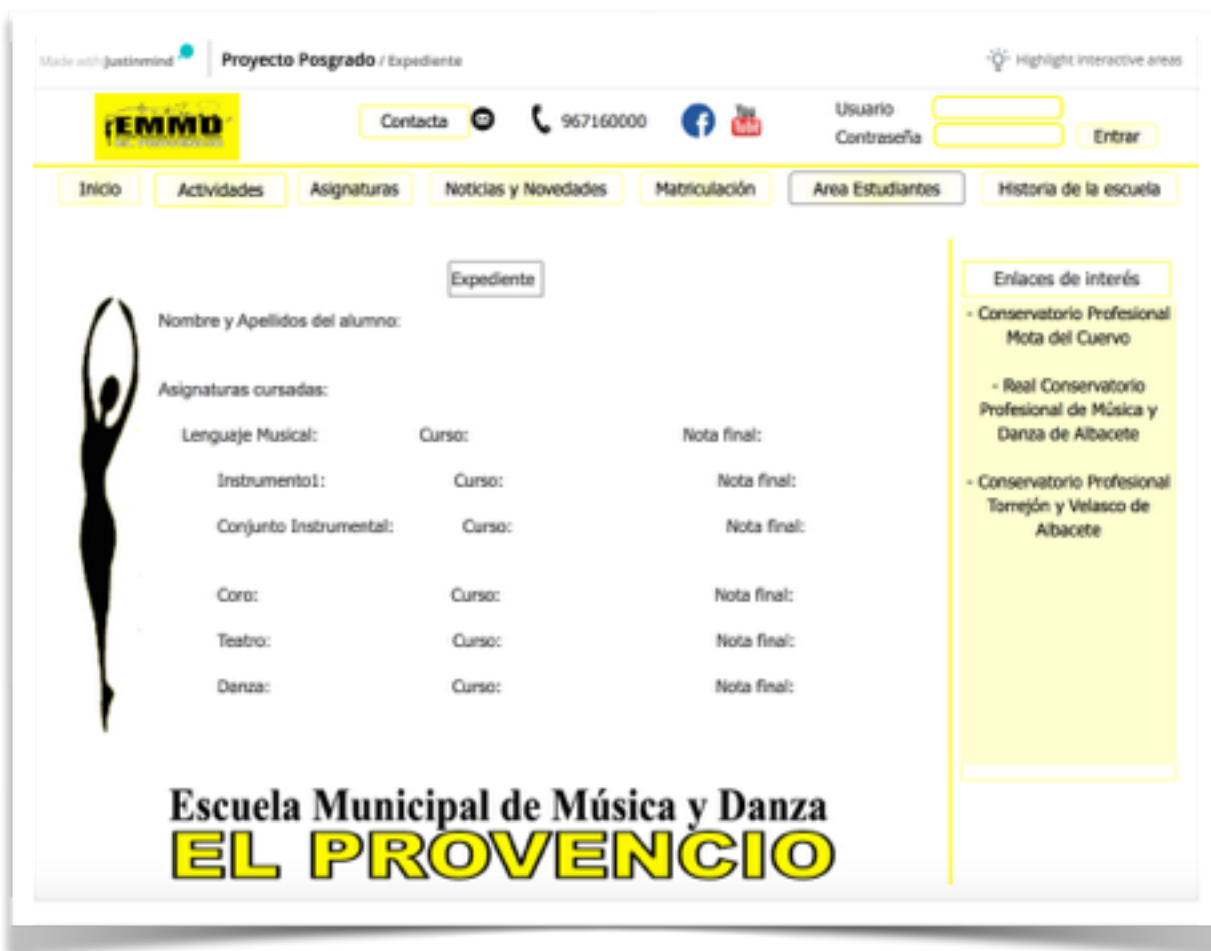 Made with Justinmind
Proyecto Posgrado / Expediente
Highlight interactive areas
EMMD
Contacta
967160000
You
Tube
Usuario
Contraseña
Entrar
Inicio
Actividades
Asignaturas
Noticias y Novedades
Matriculación
Area Estudiantes
Historia de la escuela
Expediente
Nombre y Apellidos del alumno:
Asignaturas cursadas:
Lenguaje Musical: Curso: Nota final:
Instrumento1: Curso: Nota final:
Conjunto Instrumental: Curso: Nota final:
Coro: Curso: Nota final:
Teatro: Curso: Nota final:
Danza: Curso: Nota final:
Enlaces de interés
- Conservatorio Profesional
Mota del Cuervo
- Real Conservatorio
Profesional de Música y
Danza de Albacete
- Conservatorio Profesional
Torrejón y Velasco de
Albacete
Escuela Municipal de Música y Danza
EL PROVENCIO